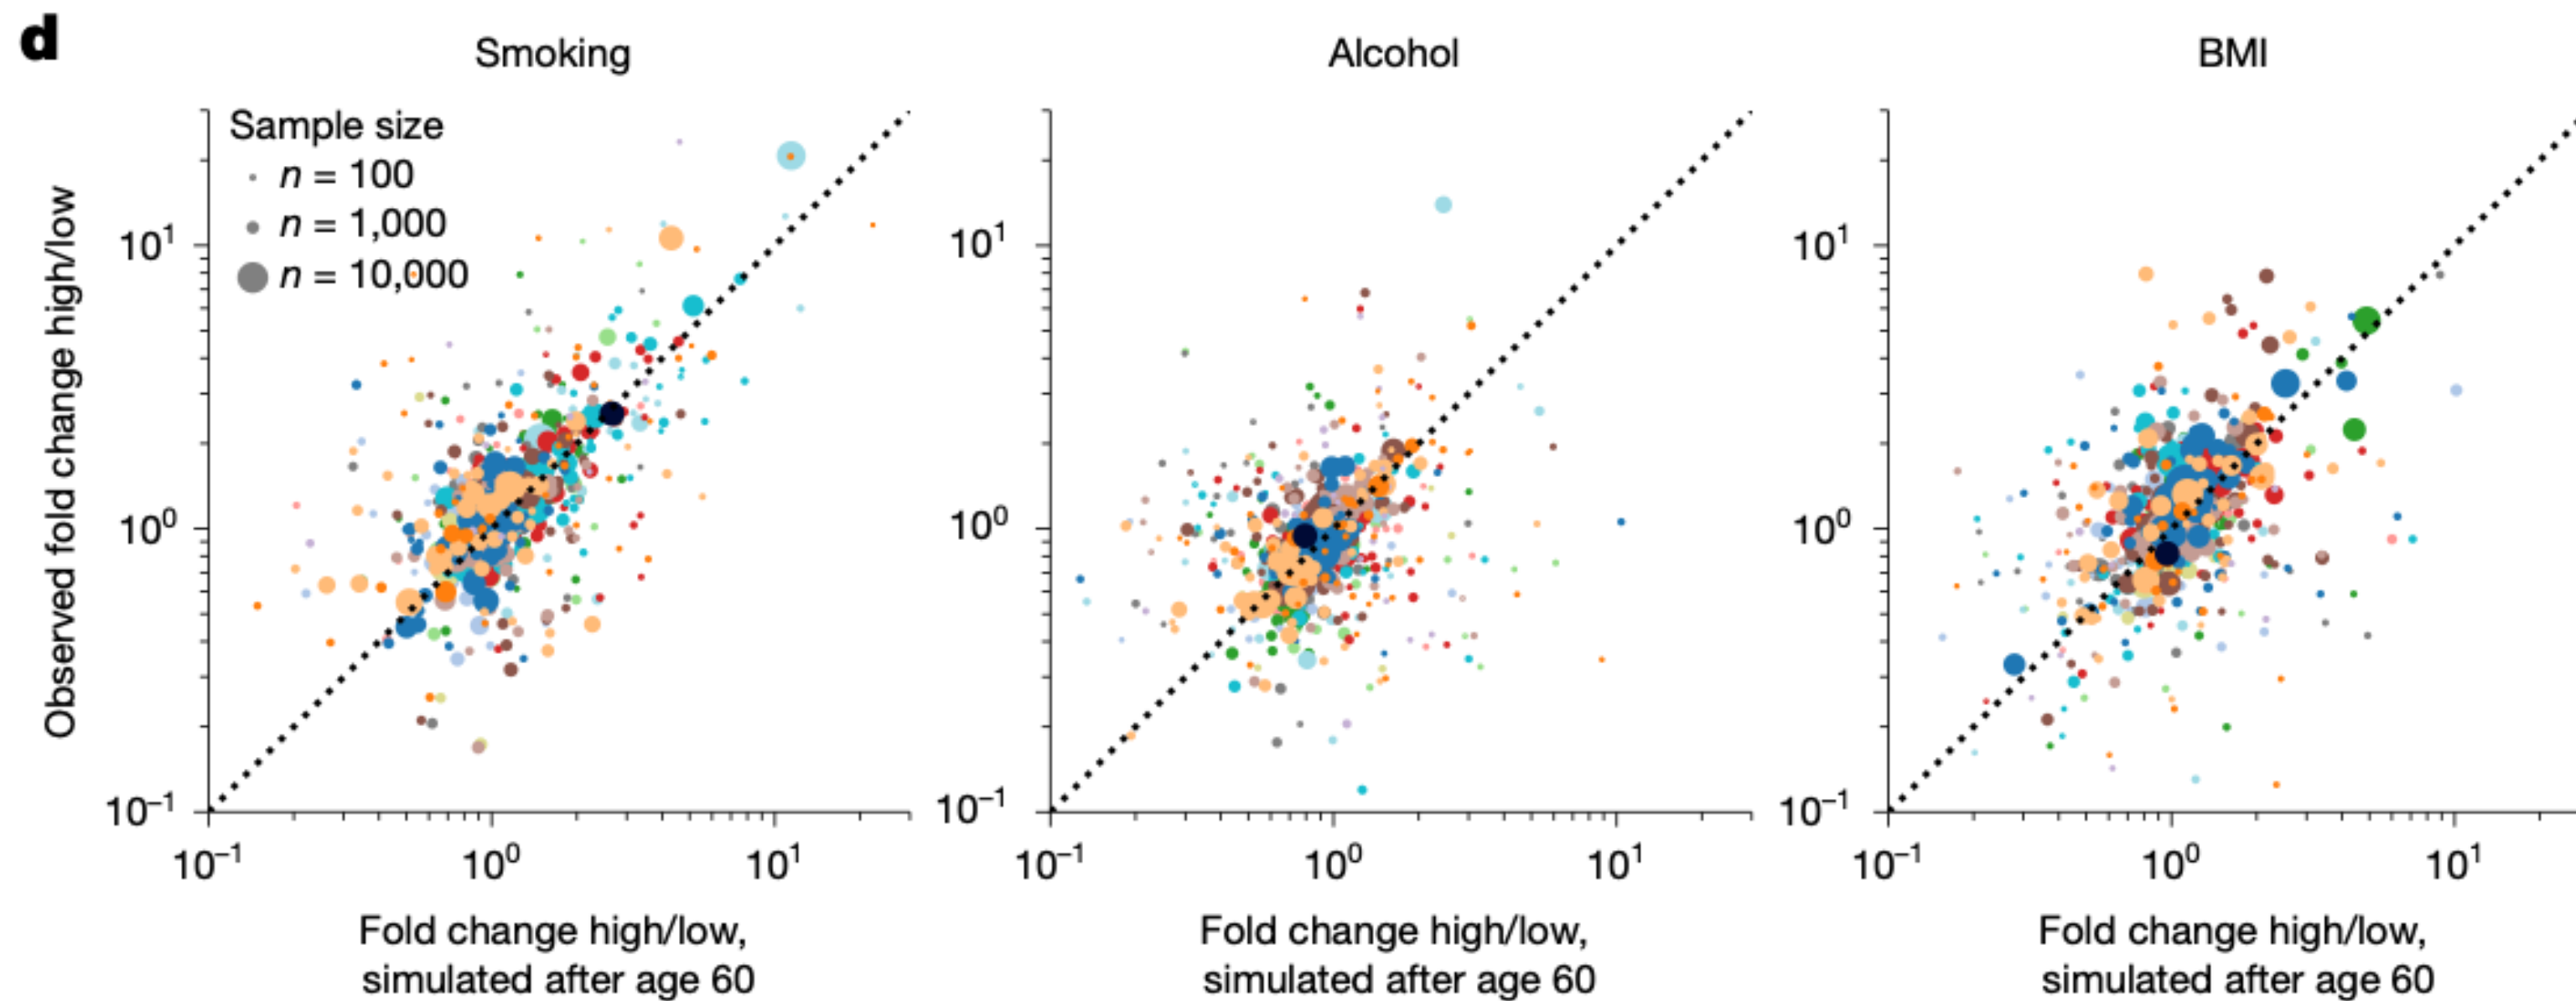 d
Smoking
Alcohol
BMI
Observed fold change high/low
Sample size
n = 100
n = 1,000
n = 10,000
10¹
10⁰
10⁻¹
10⁻¹
10⁰
10¹
Fold change high/low,
simulated after age 60
10¹
10⁰
10⁻¹
10⁻¹
10⁰
10¹
Fold change high/low,
simulated after age 60
10¹
10⁰
10⁻¹
10⁻¹
10⁰
10¹
Fold change high/low,
simulated after age 60